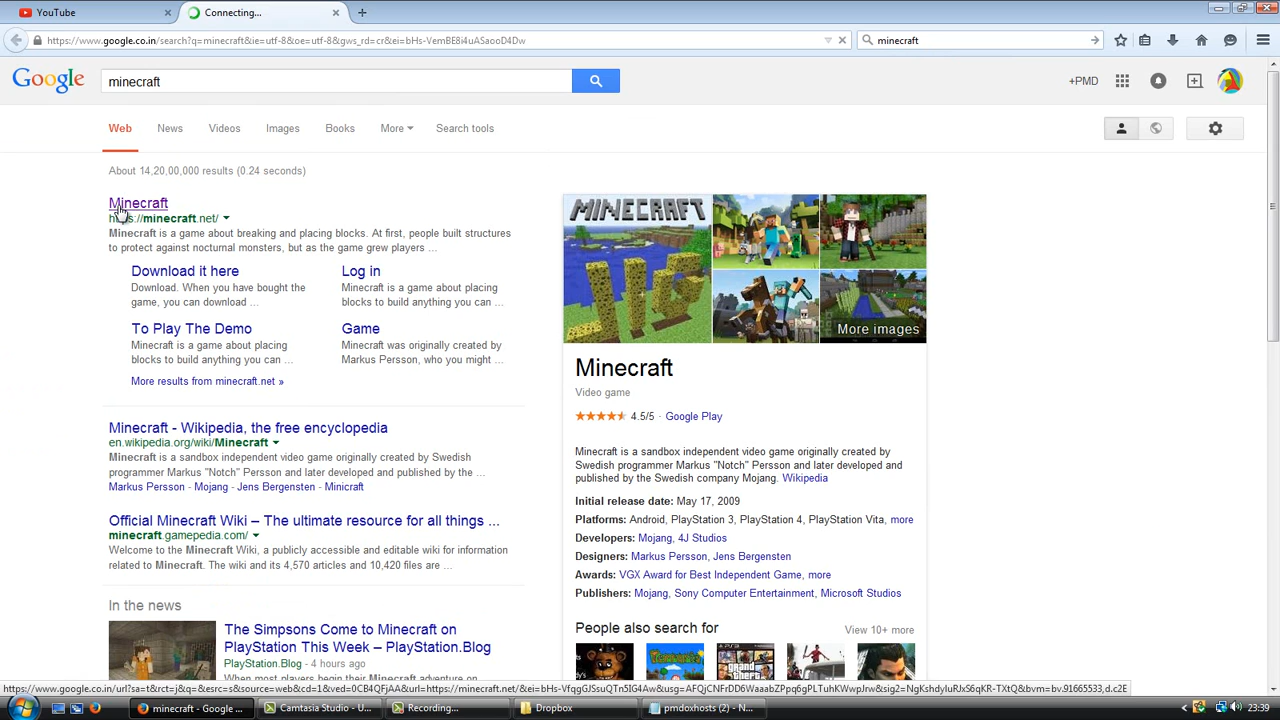 YouTube
Connecting...
https://www.google.co.in/search?q=minecraft&ie=utf-8&oe=utf-8&gws_rd=cr&ei=bHs-VemBE8i4uASaooD4Dw
minecraft
Google
minecraft
+PMD
Web
News
Videos
Images
Books
More
Search tools
About 14,20,00,000 results (0.24 seconds)
Minecraft
https://minecraft.net/
Minecraft is a game about breaking and placing blocks. At first, people built structures
to protect against nocturnal monsters, but as the game grew players ...
Download it here
Download. When you have bought the
game, you can download ...
Log in
Minecraft is a game about placing
blocks to build anything you can ...
To Play The Demo
Minecraft is a game about placing
blocks to build anything you can ...
Game
Minecraft was originally created by
Markus Persson, who you might ...
More results from minecraft.net »
Minecraft - Wikipedia, the free encyclopedia
en.wikipedia.org/wiki/Minecraft
Minecraft is a sandbox independent video game originally created by Swedish
programmer Markus "Notch" Persson and later developed and published by the ...
Markus Persson - Mojang - Jens Bergensten - Minicraft
Official Minecraft Wiki – The ultimate resource for all things ...
minecraft.gamepedia.com/
Welcome to the Minecraft Wiki, a publicly accessible and editable wiki for information
related to Minecraft. The wiki and its 4,570 articles and 10,420 files are ...
In the news
The Simpsons Come to Minecraft on
PlayStation This Week – PlayStation.Blog
PlayStation.Blog - 4 hours ago
Minecraft players begin their Minecraft adventure on
MINECRAFT
More images
Minecraft
Video game
4.5/5 · Google Play
Minecraft is a sandbox independent video game originally created by
Swedish programmer Markus "Notch" Persson and later developed and
published by the Swedish company Mojang. Wikipedia
Initial release date: May 17, 2009
Platforms: Android, PlayStation 3, PlayStation 4, PlayStation Vita, more
Developers: Mojang, 4J Studios
Designers: Markus Persson, Jens Bergensten
Awards: VGX Award for Best Independent Game, more
Publishers: Mojang, Sony Computer Entertainment, Microsoft Studios
People also search for
View 10+ more
minecraft - Google ...
Camtasia Studio - U...
Recording...
Dropbox
pmdoxhosts (2) - N...
23:39